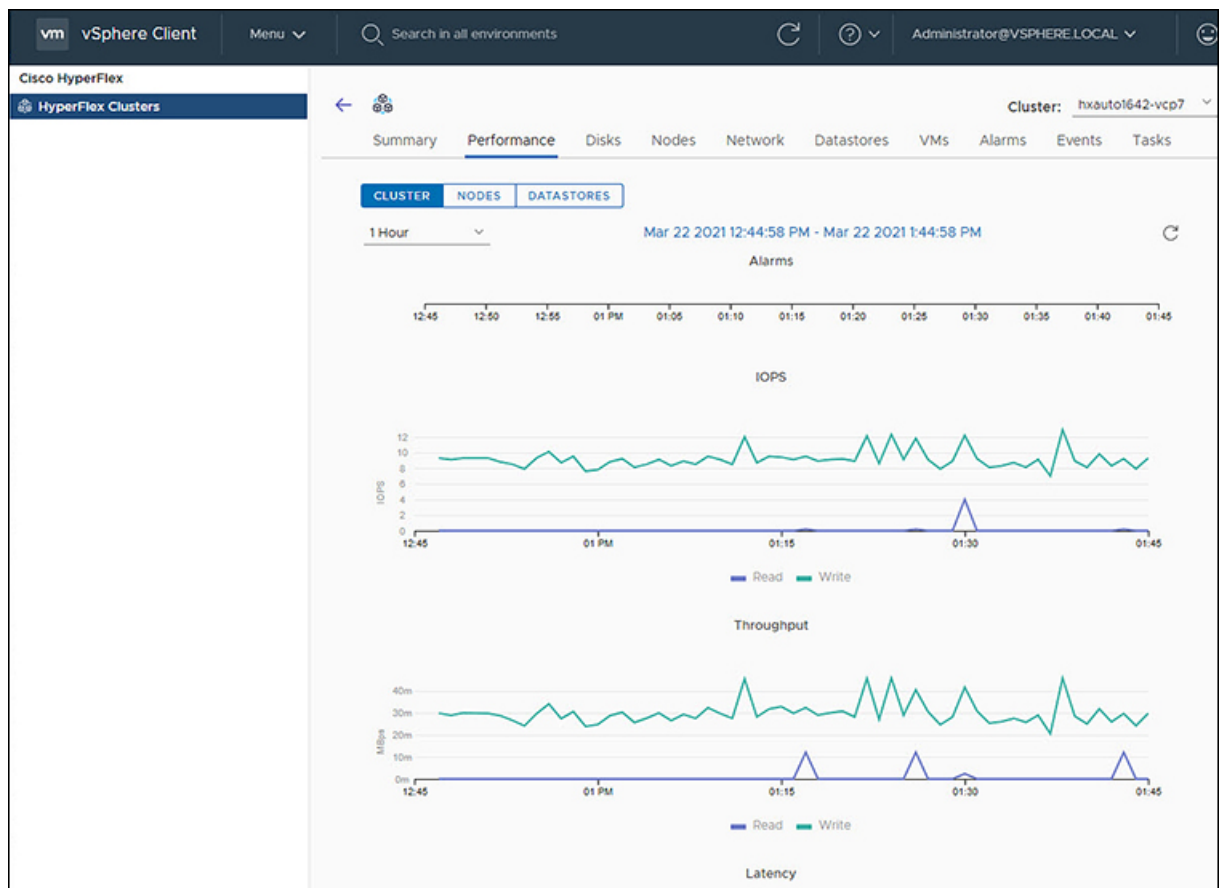 vm vSphere Client Menu Search in all environments Administrator@VSPHERE.LOCAL
Cisco HyperFlex
HyperFlex Clusters
Cluster: hxauto1642-vcp7
Summary Performance Disks Nodes Network Datastores VMs Alarms Events Tasks
CLUSTER NODES DATASTORES
1 Hour Mar 22 2021 12:44:58 PM - Mar 22 2021 1:44:58 PM
Alarms
12:45 12:50 12:55 01 PM 01:05 01:10 01:15 01:20 01:25 01:30 01:35 01:40 01:45
IOPS
12
10
8
6
4
2
0
IOPS
12:45 01 PM 01:15 01:30 01:45
Read Write
Throughput
40m
30m
20m
10m
0m
MBps
12:45 01 PM 01:15 01:30 01:45
Read Write
Latency